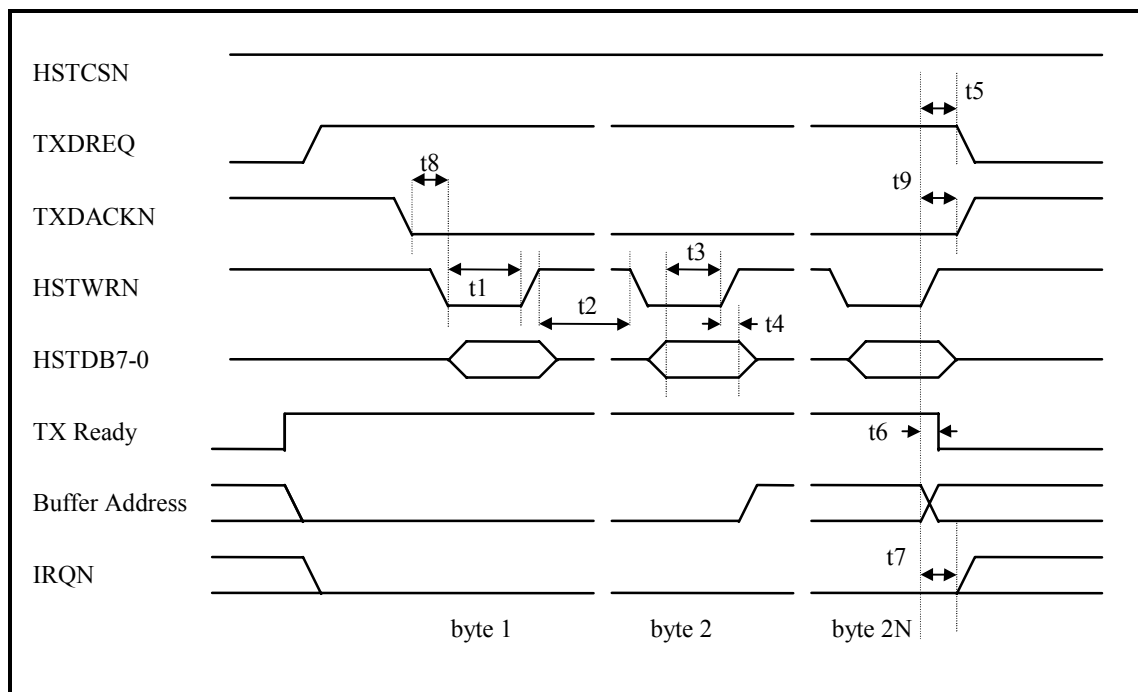 HSTCSN
t5
TXDREQ
t8
t9
TXDACKN
t3
HSTWRN
t1
t2
t4
HSTDB7-0
TX Ready
t6
Buffer Address
t7
IRQN
byte 1 byte 2 byte 2N